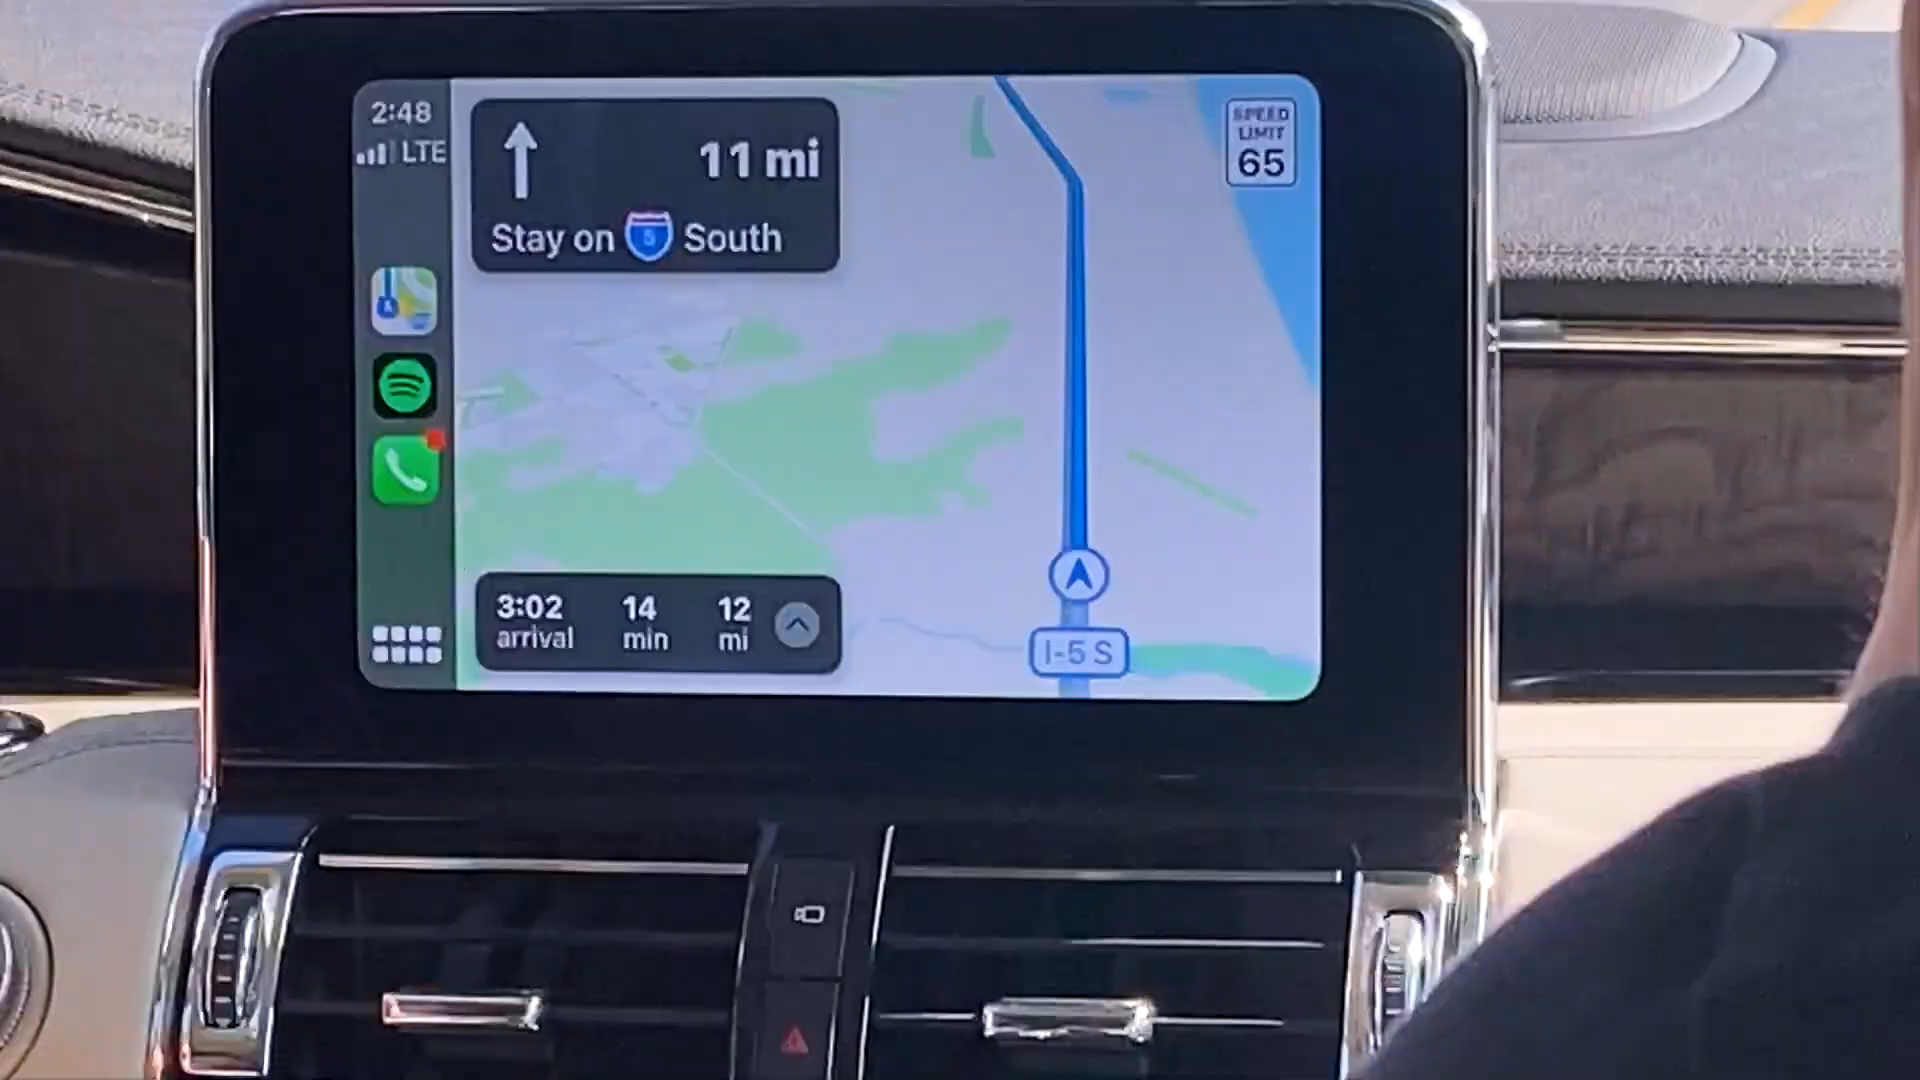 2:48
LTE
11 mi
Stay on 5 South
SPEED
LIMIT
65
3:02 14 12
arrival min mi
I-5 S